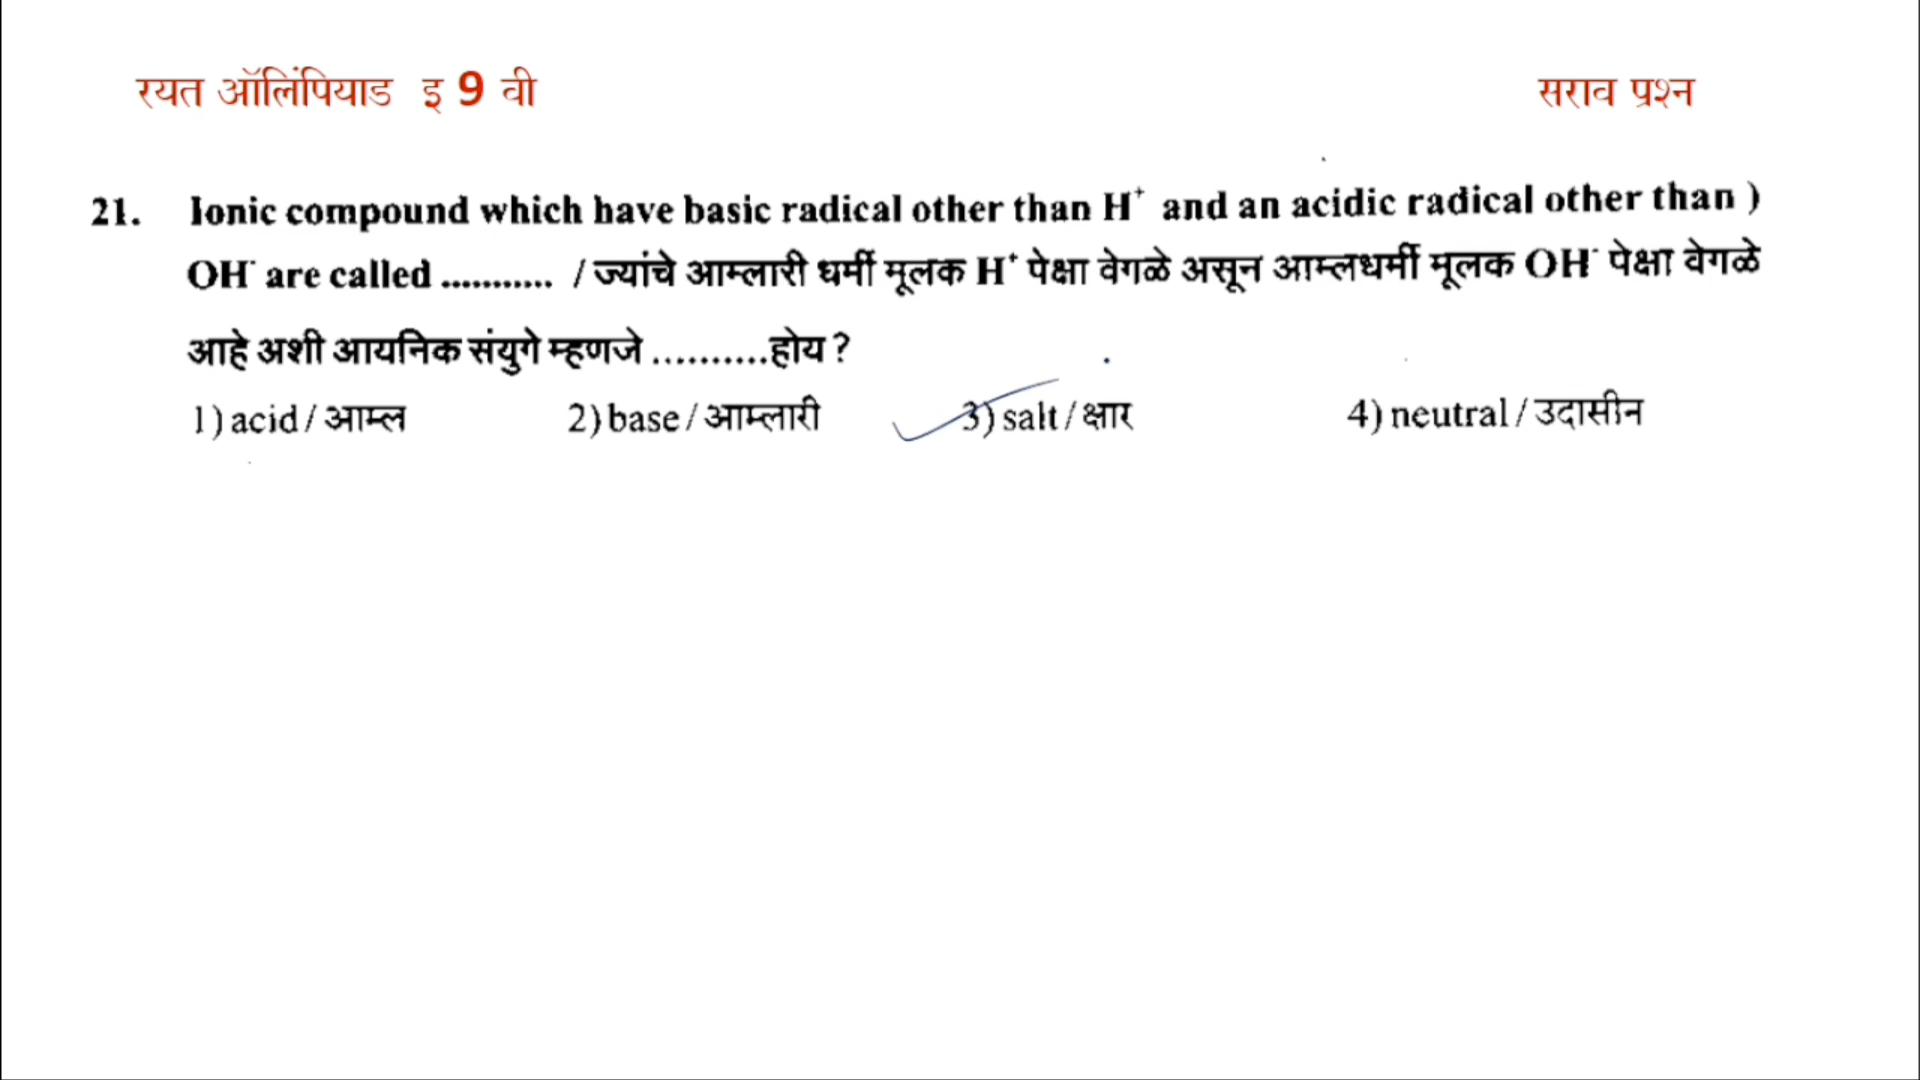 रयत ऑलिंपियाड इ 9 वी सराव प्रश्न
21. Ionic compound which have basic radical other than H⁺ and an acidic radical other than )
OH⁻ are called ........... / ज्यांचे आम्लारी धर्मी मूलक H⁺ पेक्षा वेगळे असून आम्लधर्मी मूलक OH⁻ पेक्षा वेगळे
आहे अशी आयनिक संयुगे म्हणजे ..........होय ?
1) acid / आम्ल 2) base / आम्लारी 3) salt / क्षार 4) neutral / उदासीन